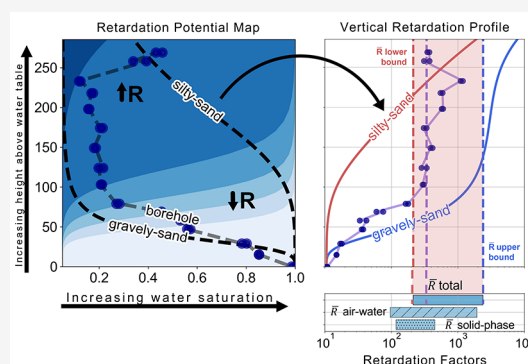 Retardation Potential Map
Vertical Retardation Profile
Increasing height above water table
250
200
150
100
50
0
↑R
silty-sand
↓R
borehole
gravely-sand
0.2 0.4 0.6 0.8 1.0
Increasing water saturation
R̅ lower
bound
silty-sand
gravely-sand
R̅ upper
bound
R̅ total
R̅ air-water
R̅ solid-phase
10¹ 10² 10³
Retardation Factors